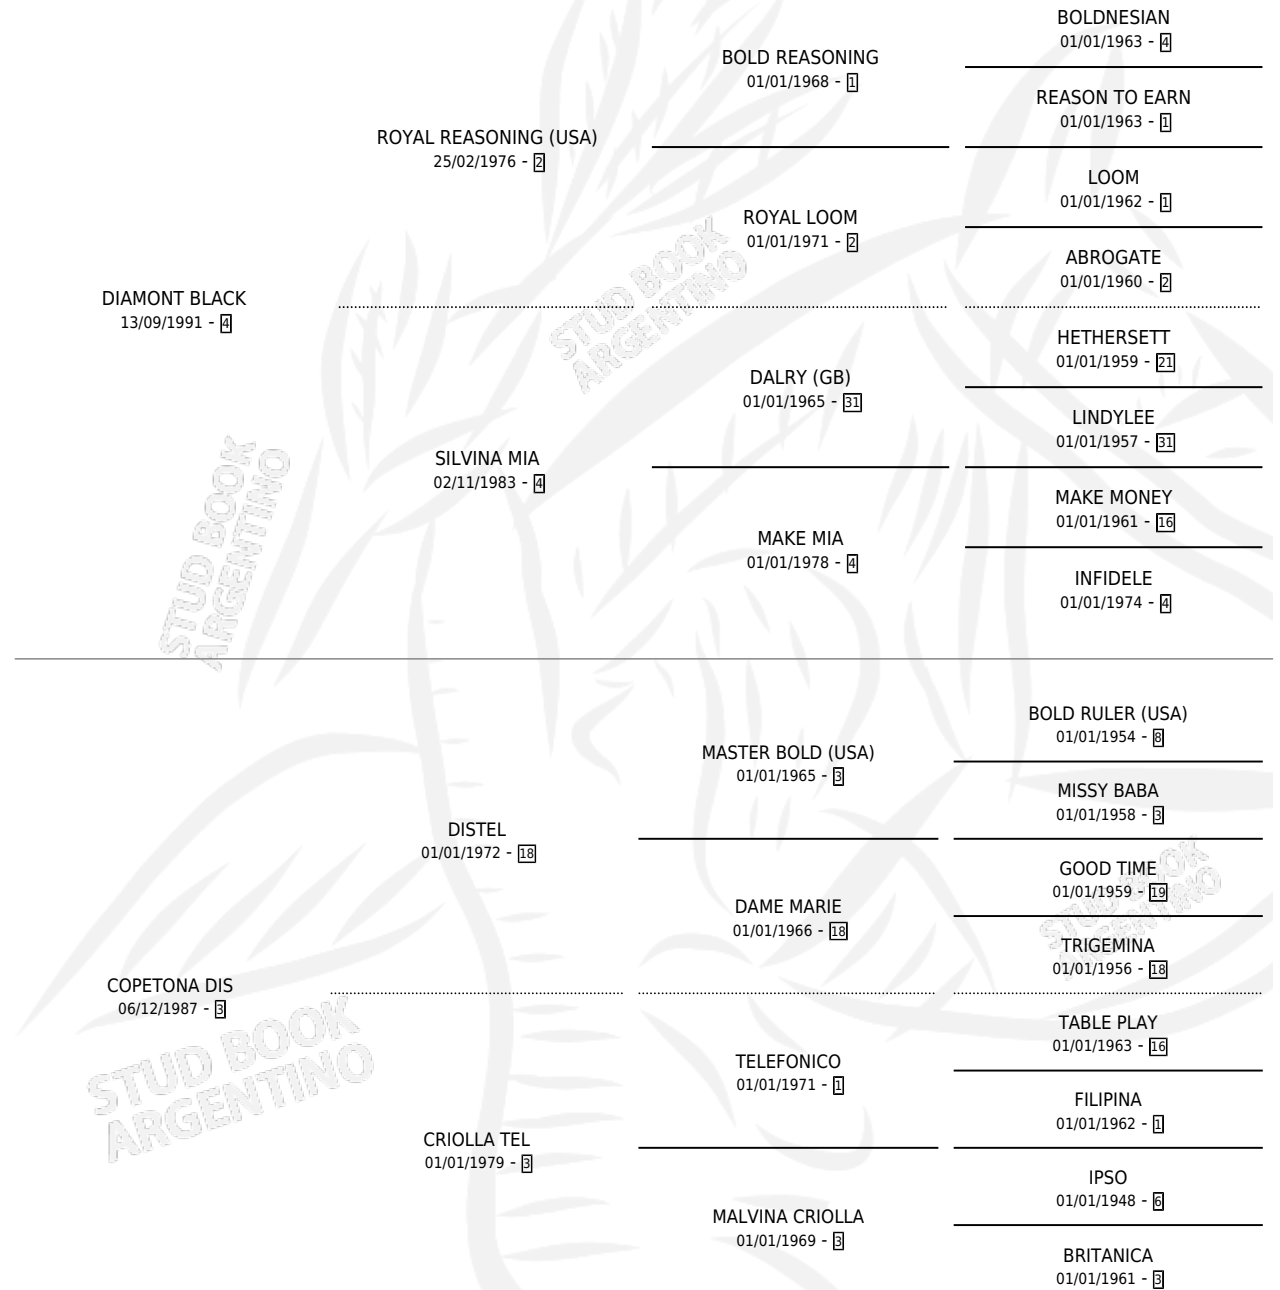 BOLDNESIAN
01/01/1963 - 4
BOLD REASONING
01/01/1968 - 1
REASON TO EARN
01/01/1963 - 1
ROYAL REASONING (USA)
25/02/1976 - 2
LOOM
01/01/1962 - 1
ROYAL LOOM
01/01/1971 - 2
ABROGATE
01/01/1960 - 2
DIAMONT BLACK
13/09/1991 - 4
HETHERSETT
01/01/1959 - 21
DALRY (GB)
01/01/1965 - 31
LINDYLEE
01/01/1957 - 31
SILVINA MIA
02/11/1983 - 4
MAKE MONEY
01/01/1961 - 16
MAKE MIA
01/01/1978 - 4
INFIDELE
01/01/1974 - 4
BOLD RULER (USA)
01/01/1954 - 8
MASTER BOLD (USA)
01/01/1965 - 3
MISSY BABA
01/01/1958 - 3
DISTEL
01/01/1972 - 18
GOOD TIME
01/01/1959 - 19
DAME MARIE
01/01/1966 - 18
TRIGEMINA
01/01/1956 - 18
COPETONA DIS
06/12/1987 - 3
TABLE PLAY
01/01/1963 - 16
TELEFONICO
01/01/1971 - 1
FILIPINA
01/01/1962 - 1
CRIOLLA TEL
01/01/1979 - 3
IPSO
01/01/1948 - 6
MALVINA CRIOLLA
01/01/1969 - 3
BRITANICA
01/01/1961 - 3
STUD BOOK
ARGENTINO
STUD BOOK
ARGENTINO
STUD BOOK
ARGENTINO
STUD BOOK
ARGENTINO